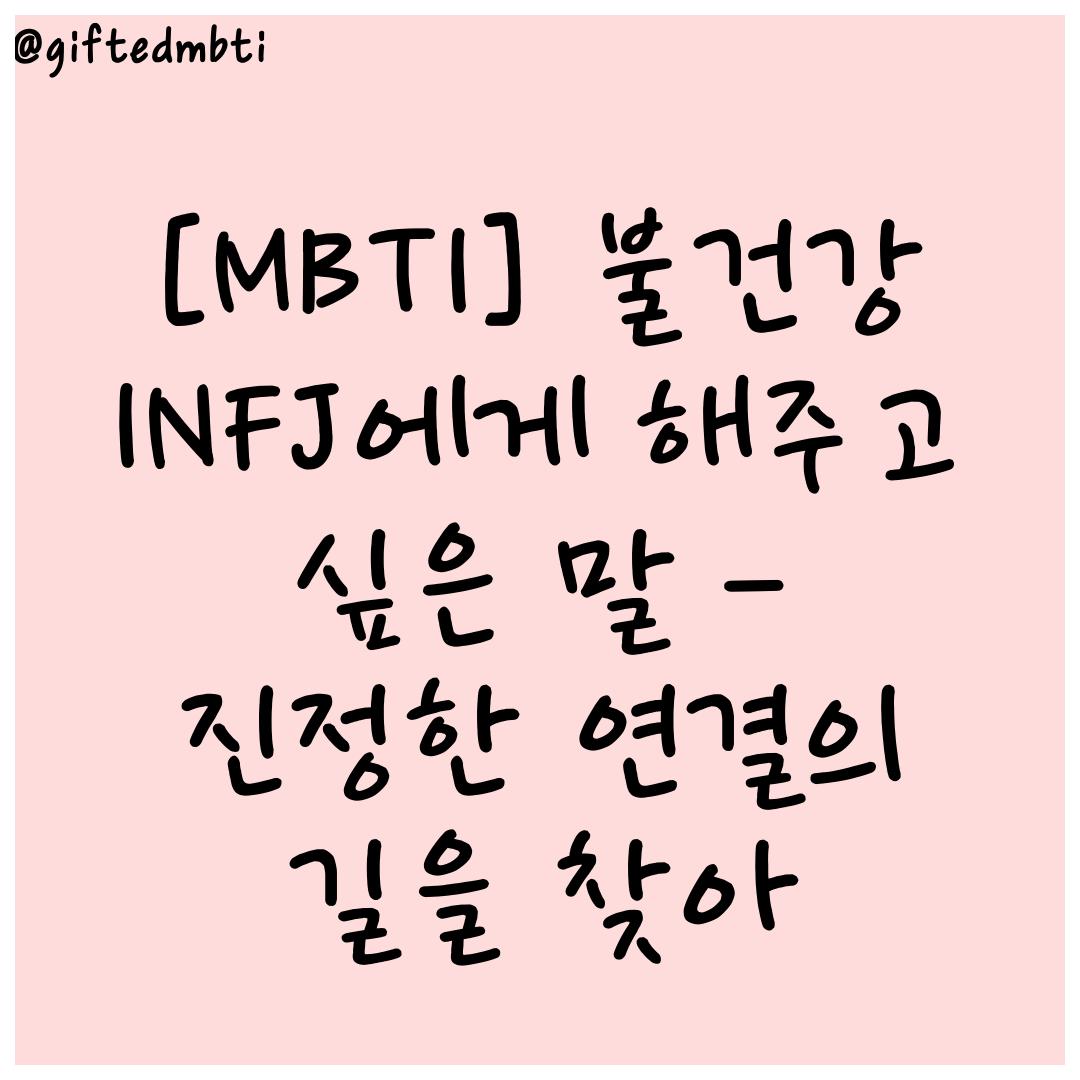 @giftedmbti
[MBTI] 불건강
INFJ에게 해주고
싶은 말 -
진정한 연결의
길을 찾아